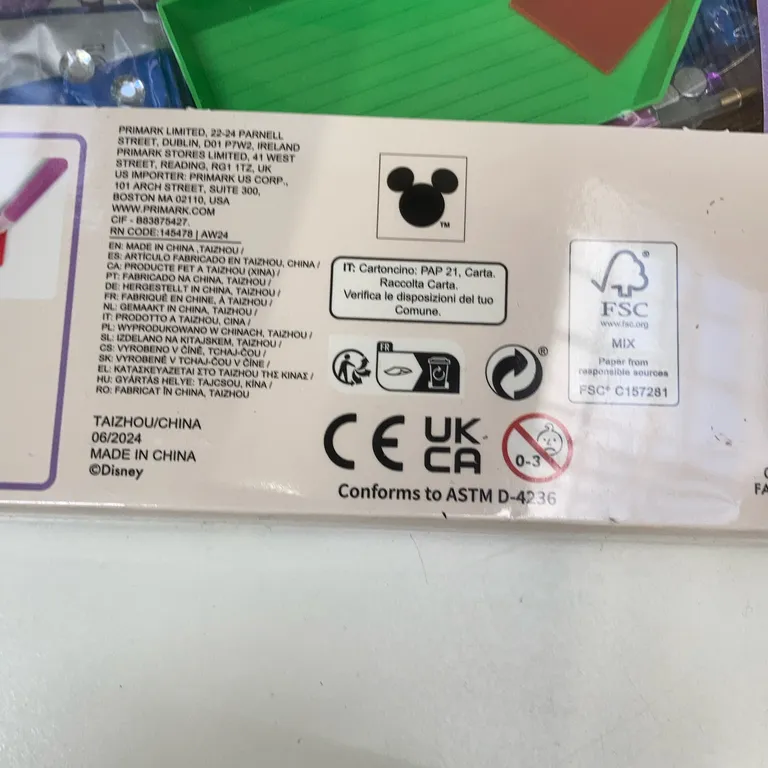 PRIMARK LIMITED, 22-24 PARNELL
STREET, DUBLIN, D01 P7W2, IRELAND
PRIMARK STORES LIMITED, 41 WEST
STREET, READING, RG1 1TZ, UK
US IMPORTER: PRIMARK US CORP.,
101 ARCH STREET, SUITE 300,
BOSTON MA 02110, USA
WWW.PRIMARK.COM
CIF - B83875427.
RN CODE:145478 | AW24
EN: MADE IN CHINA ,TAIZHOU /
ES: ARTÍCULO FABRICADO EN TAIZHOU, CHINA /
CA: PRODUCTE FET A TAIZHOU (XINA) /
PT: FABRICADO NA CHINA, TAIZHOU /
DE: HERGESTELLT IN CHINA, TAIZHOU /
FR: FABRIQUÉ EN CHINE, À TAIZHOU /
NL: GEMAAKT IN CHINA, TAIZHOU /
IT: PRODOTTO A TAIZHOU, CINA /
PL: WYPRODUKOWANO W CHINACH, TAIZHOU /
SL: IZDELANO NA KITAJSKEM, TAIZHOU /
CS: VYROBENO V ČÍNĚ, TCHAJ-ČOU /
SK: VYROBENÉ V TCHAJ-ČOU V ČÍNE /
EL: ΚΑΤΑΣΚΕΥΑΖΕΤΑΙ ΣΤΟ TAIZHOU ΤΗΣ ΚΙΝΑΣ /
HU: GYÁRTÁS HELYE: TAJCSOU, KÍNA /
RO: FABRICAT ÎN CHINA, TAIZHOU
TAIZHOU/CHINA
06/2024
MADE IN CHINA
©Disney
TM
IT: Cartoncino: PAP 21, Carta.
Raccolta Carta.
Verifica le disposizioni del tuo
Comune.
FR
®
CE
UK
CA
0-3
Conforms to ASTM D-4236
®
FSC
www.fsc.org
MIX
Paper from
responsible sources
FSC® C157281
FA